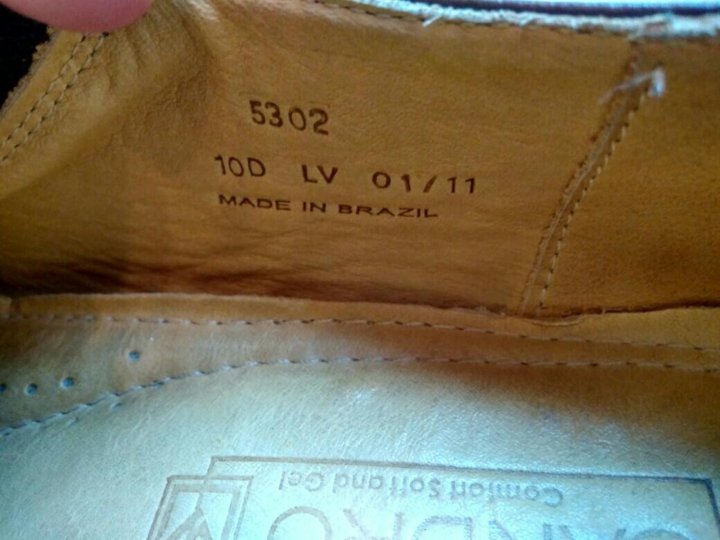 5302
10D LV 01/11
MADE IN BRAZIL
Comfort Soft and Gel